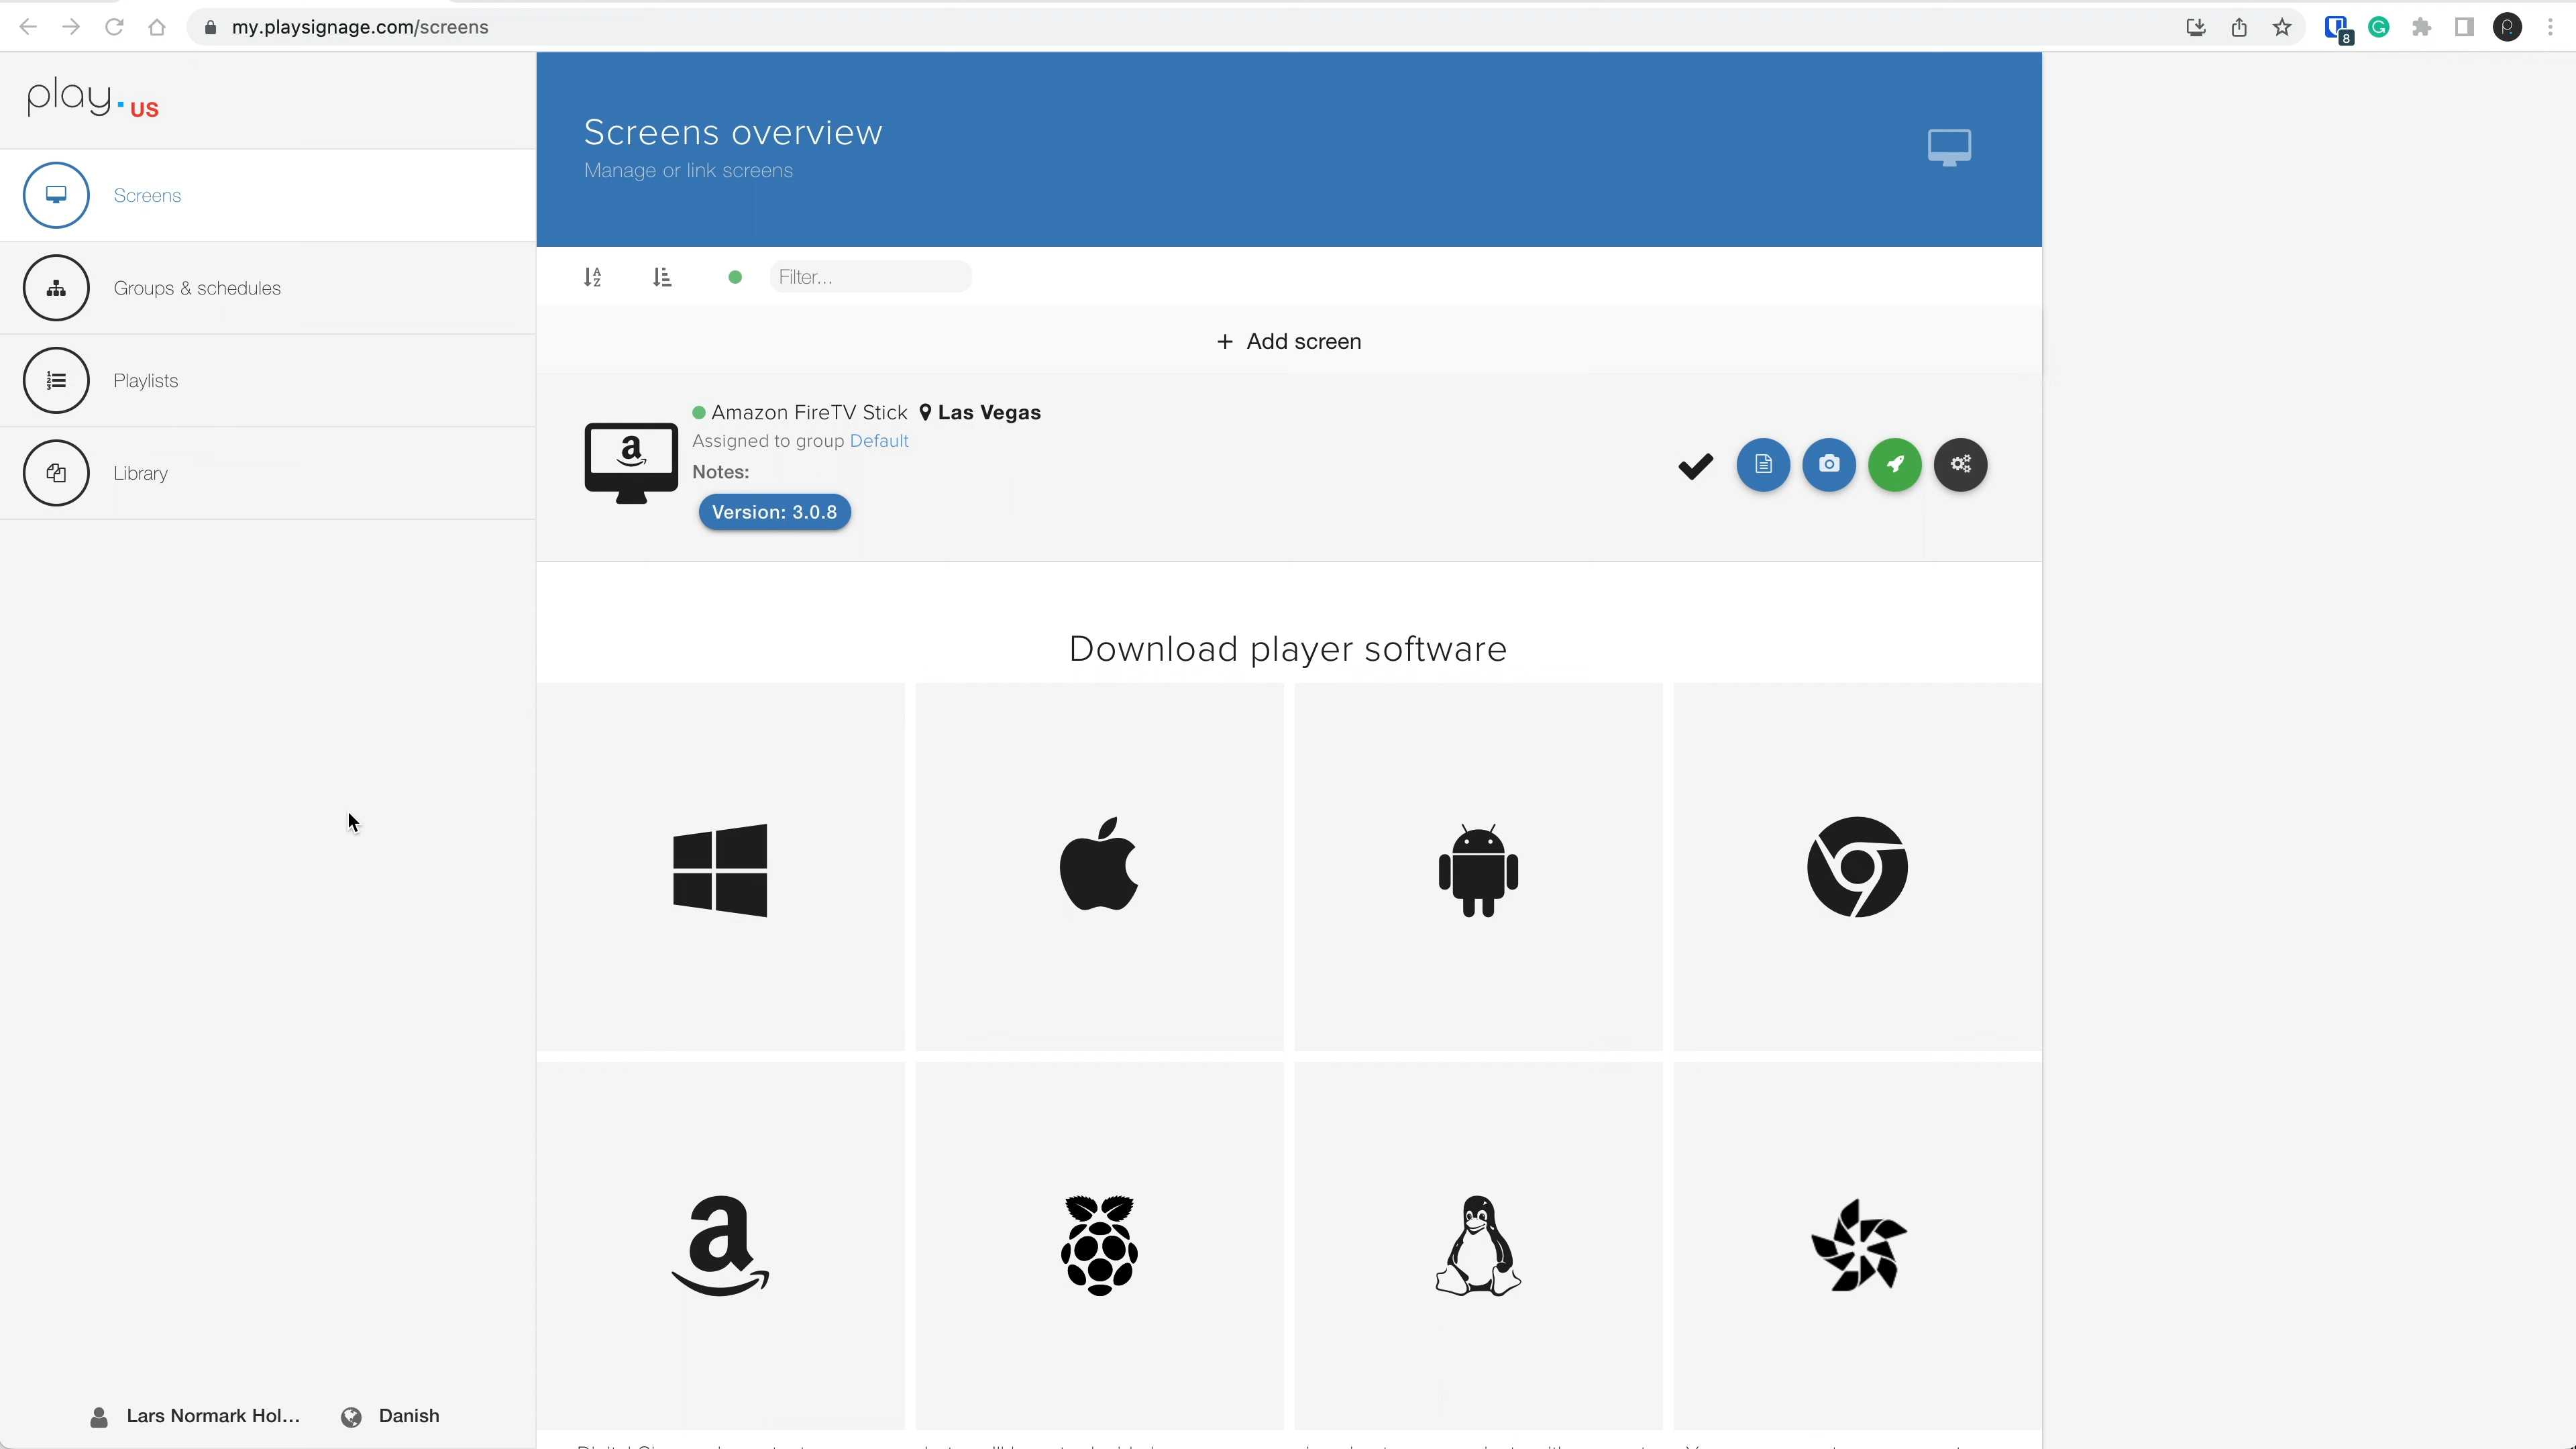 my.playsignage.com/screens
8
play. US
Screens
Groups & schedules
Playlists
Library
Screens overview
Manage or link screens
Filter...
+ Add screen
Amazon FireTV Stick Las Vegas
Assigned to group Default
Notes:
Version: 3.0.8
Download player software
Lars Normark Hol...
Danish